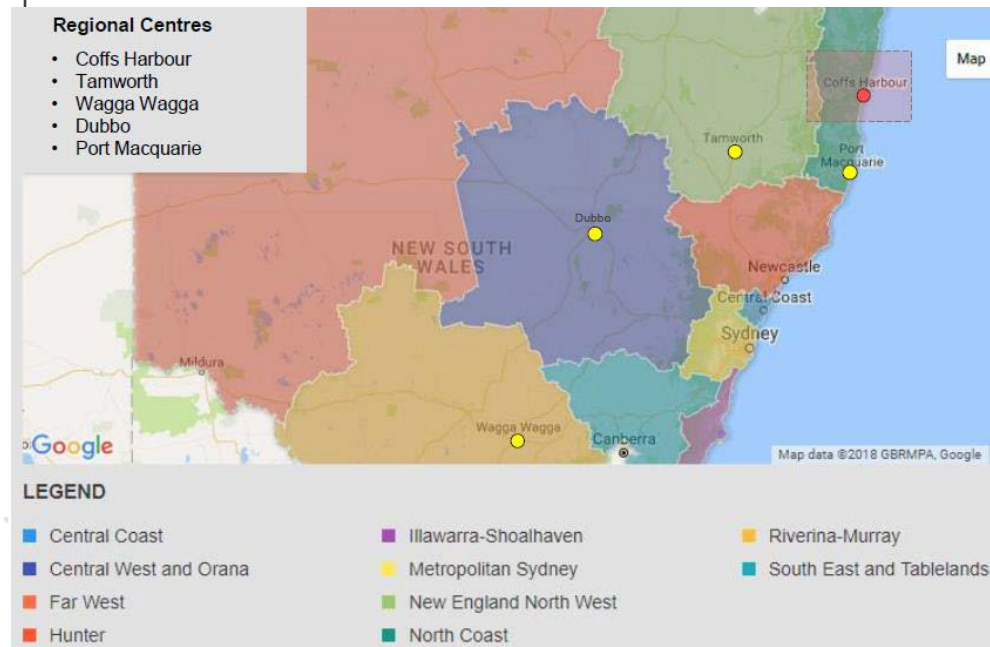 Regional Centres
• Coffs Harbour
• Tamworth
• Wagga Wagga
• Dubbo
• Port Macquarie
Map
Coffs Harbour
Tamworth
Port
Macquarie
Dubbo
NEW SOUTH
WALES
Newcastle
Central Coast
Sydney
Mildura
Wagga Wagga
Canberra
Google
Map data ©2018 GBRMPA, Google
LEGEND
Central Coast
Central West and Orana
Far West
Hunter
Illawarra-Shoalhaven
Metropolitan Sydney
New England North West
North Coast
Riverina-Murray
South East and Tablelands